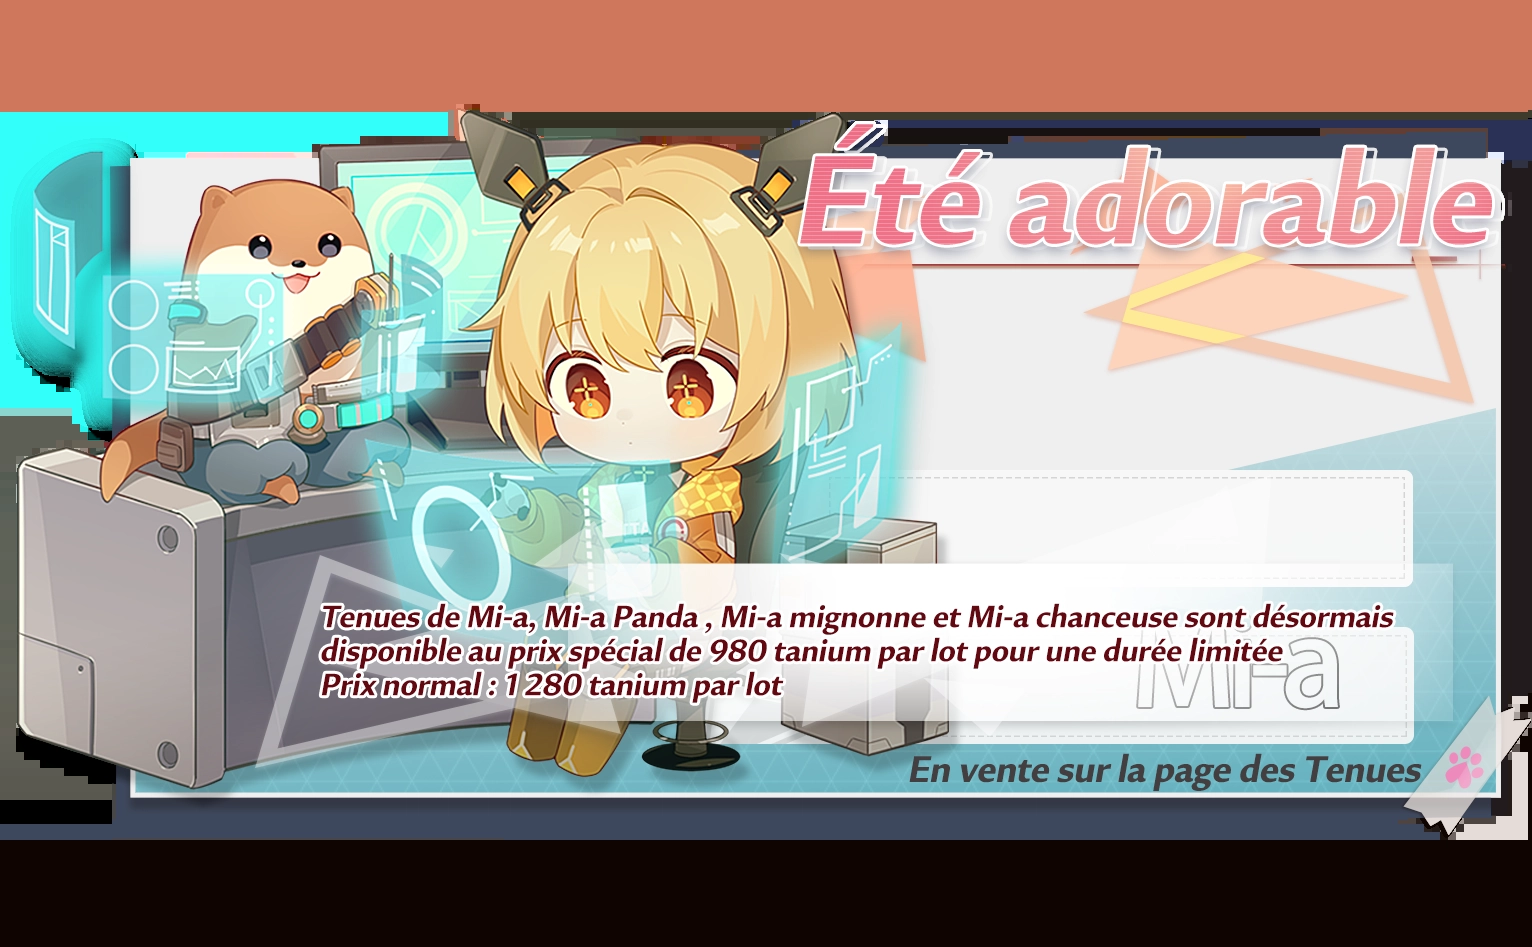 Été adorable
Tenues de Mi-a, Mi-a Panda , Mi-a mignonne et Mi-a chanceuse sont désormais
disponible au prix spécial de 980 tanium par lot pour une durée limitée
Prix normal : 1 280 tanium par lot
Mi-a
En vente sur la page des Tenues